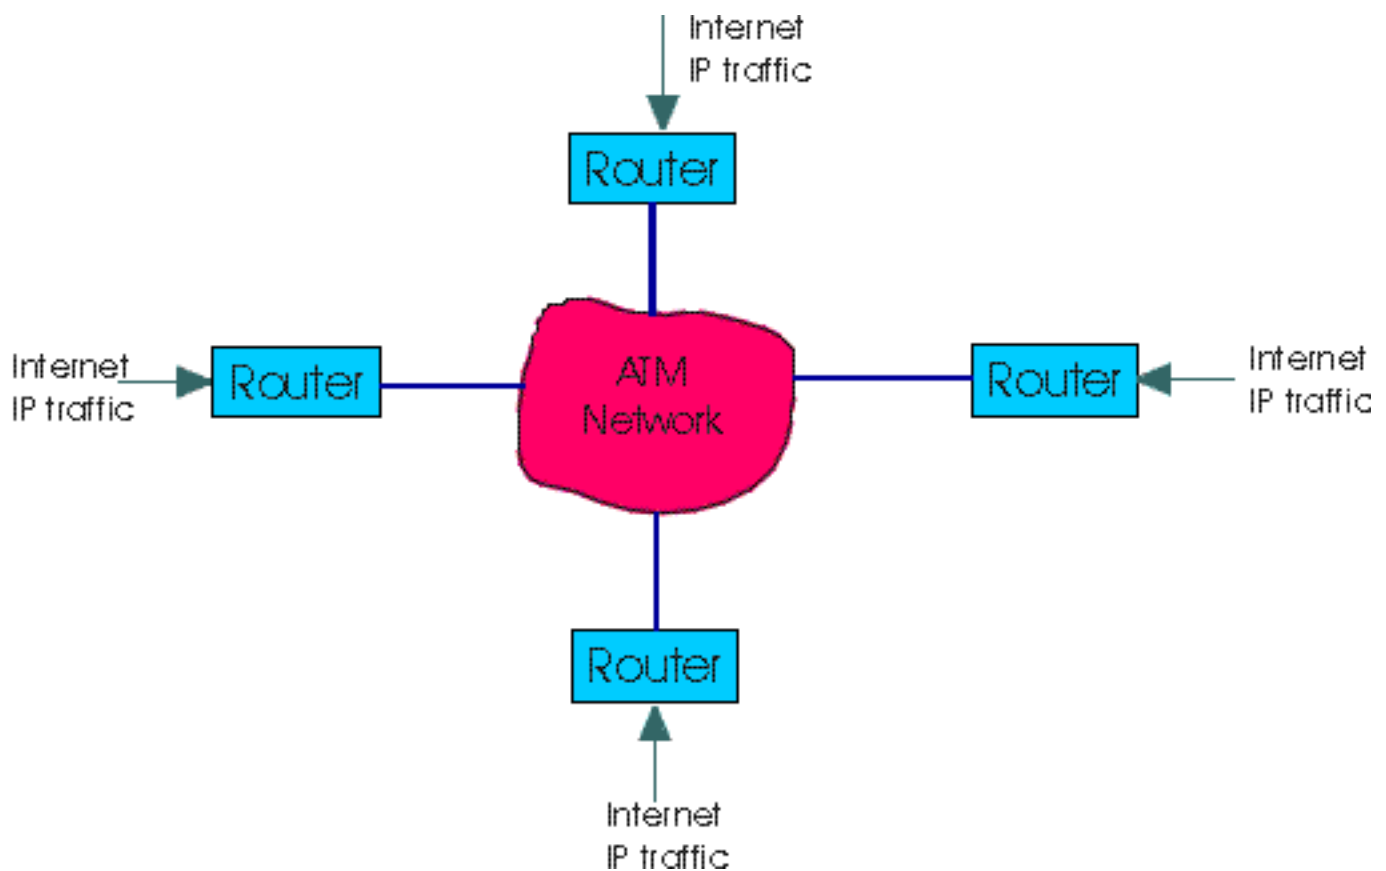 Internet
IP traffic
Router
Internet
IP traffic
Router
ATM
Network
Router
Internet
IP traffic
Router
Internet
IP traffic